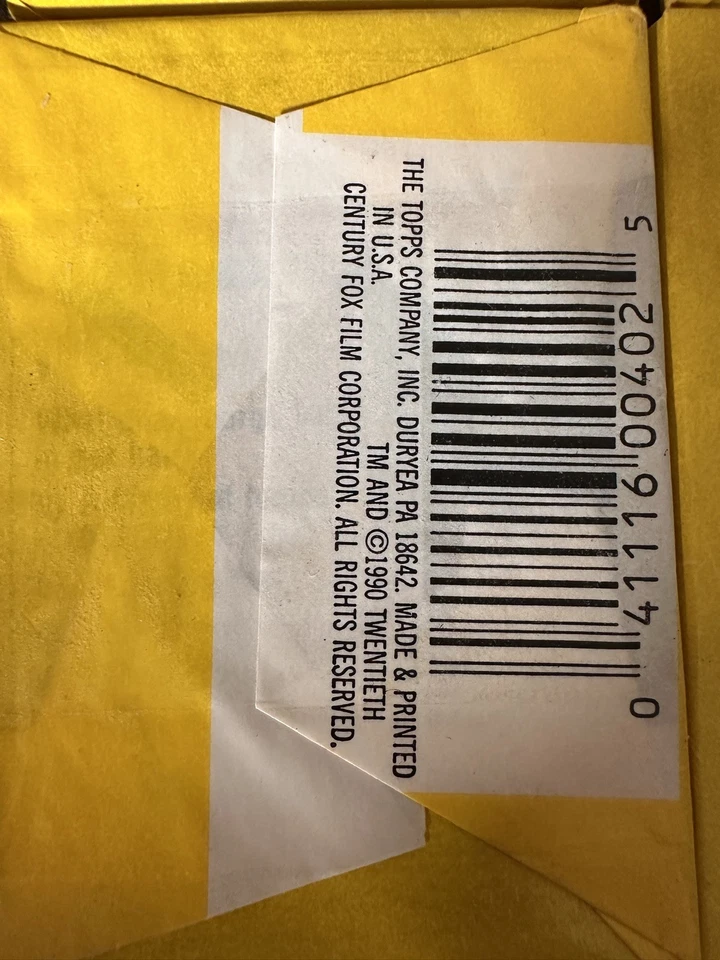 0 41116 00402 5
THE TOPPS COMPANY, INC. DURYEA PA 18642. MADE & PRINTED
IN U.S.A. TM AND ©1990 TWENTIETH
CENTURY FOX FILM CORPORATION. ALL RIGHTS RESERVED.